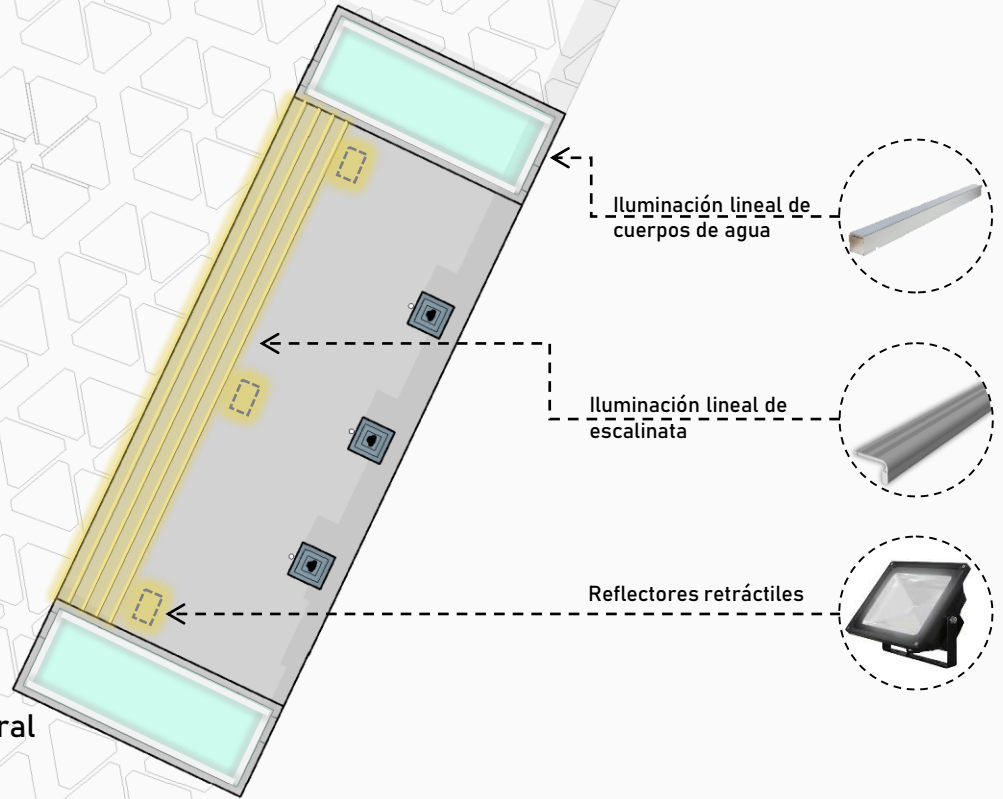 Iluminación lineal de
cuerpos de agua
Iluminación lineal de
escalinata
Reflectores retráctiles
ral